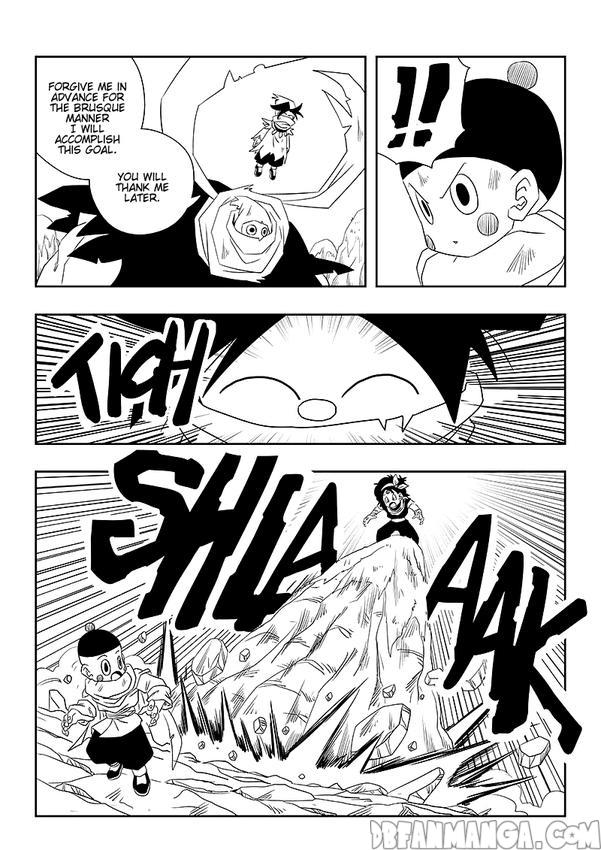 FORGIVE ME IN
ADVANCE FOR
THE BRUSQUE
MANNER
I WILL
ACCOMPLISH
THIS GOAL.
YOU WILL
THANK ME
LATER.
!!
TICH
SHLA
AAK
DBFANMANGA.COM